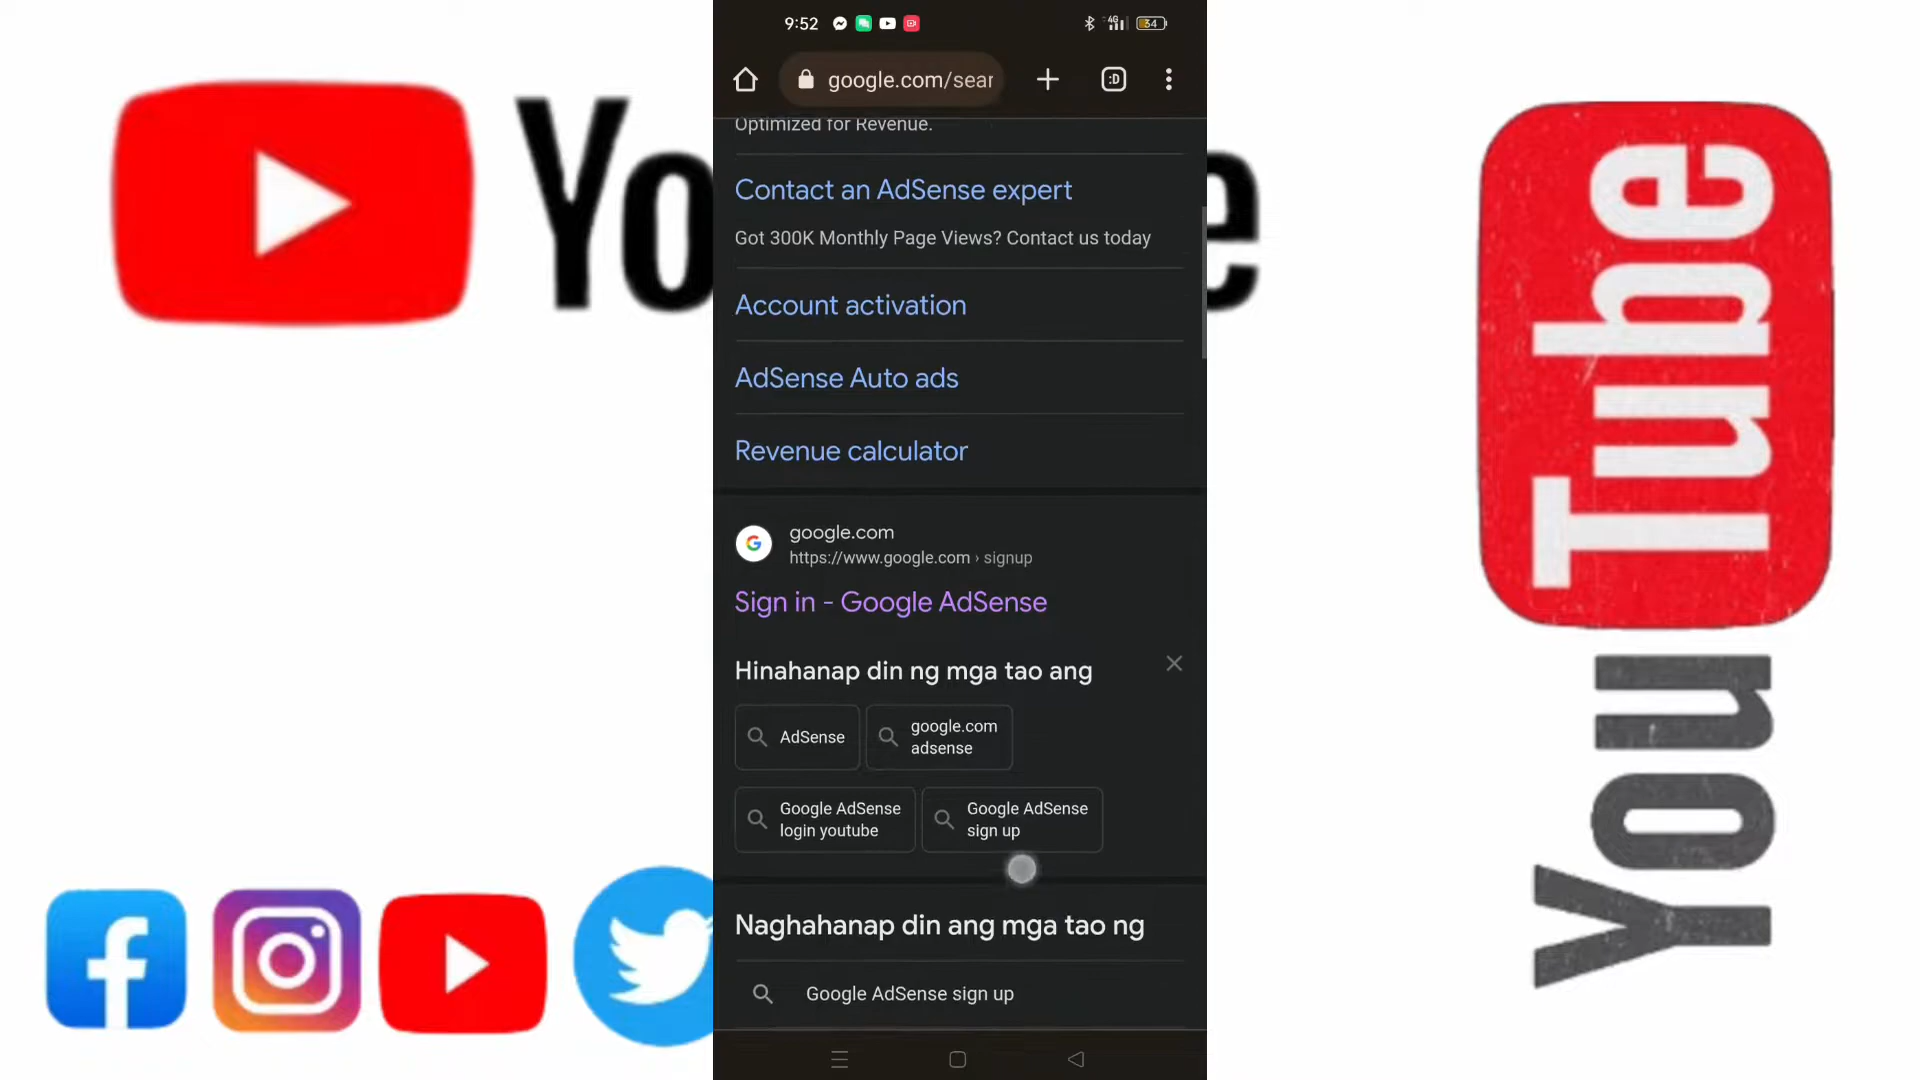 9:52
4G
34
google.com/sear
:D
Optimized for Revenue.
Contact an AdSense expert
Got 300K Monthly Page Views? Contact us today
Account activation
AdSense Auto ads
Revenue calculator
google.com
https://www.google.com › signup
Sign in - Google AdSense
Hinahanap din ng mga tao ang
AdSense
google.com
adsense
Google AdSense
login youtube
Google AdSense
sign up
Naghahanap din ang mga tao ng
Google AdSense sign up
Yo
e
YouTube